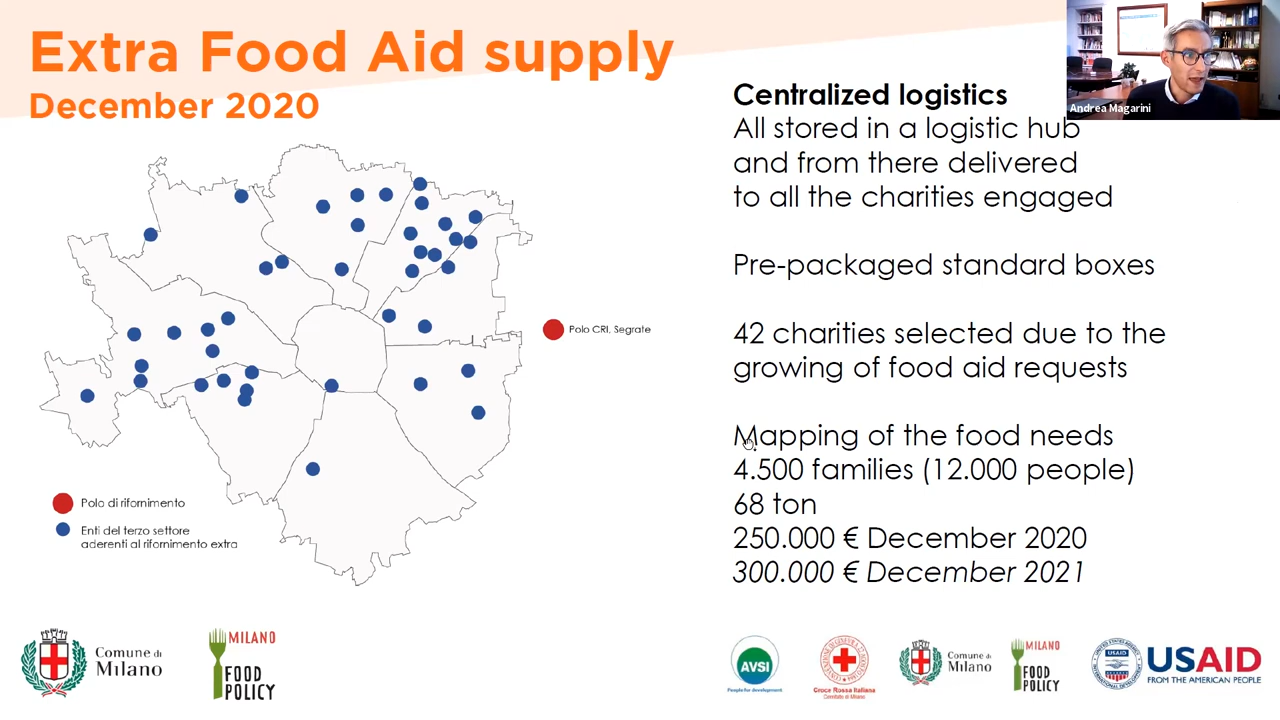 Extra Food Aid supply
December 2020
Andrea Magarini
Centralized logistics
All stored in a logistic hub
and from there delivered
to all the charities engaged
Pre-packaged standard boxes
42 charities selected due to the
growing of food aid requests
Mapping of the food needs
4.500 families (12.000 people)
68 ton
250.000 € December 2020
300.000 € December 2021
Polo CRI, Segrate
Polo di rifornimento
Enti del terzo settore
aderenti al rifornimento extra
Comune di
Milano
MILANO
FOOD
POLICY
AVSI
People for development
Croce Rossa Italiana
Comitato di Milano
Comune di
Milano
MILANO
FOOD
POLICY
USAID
USAID
FROM THE AMERICAN PEOPLE